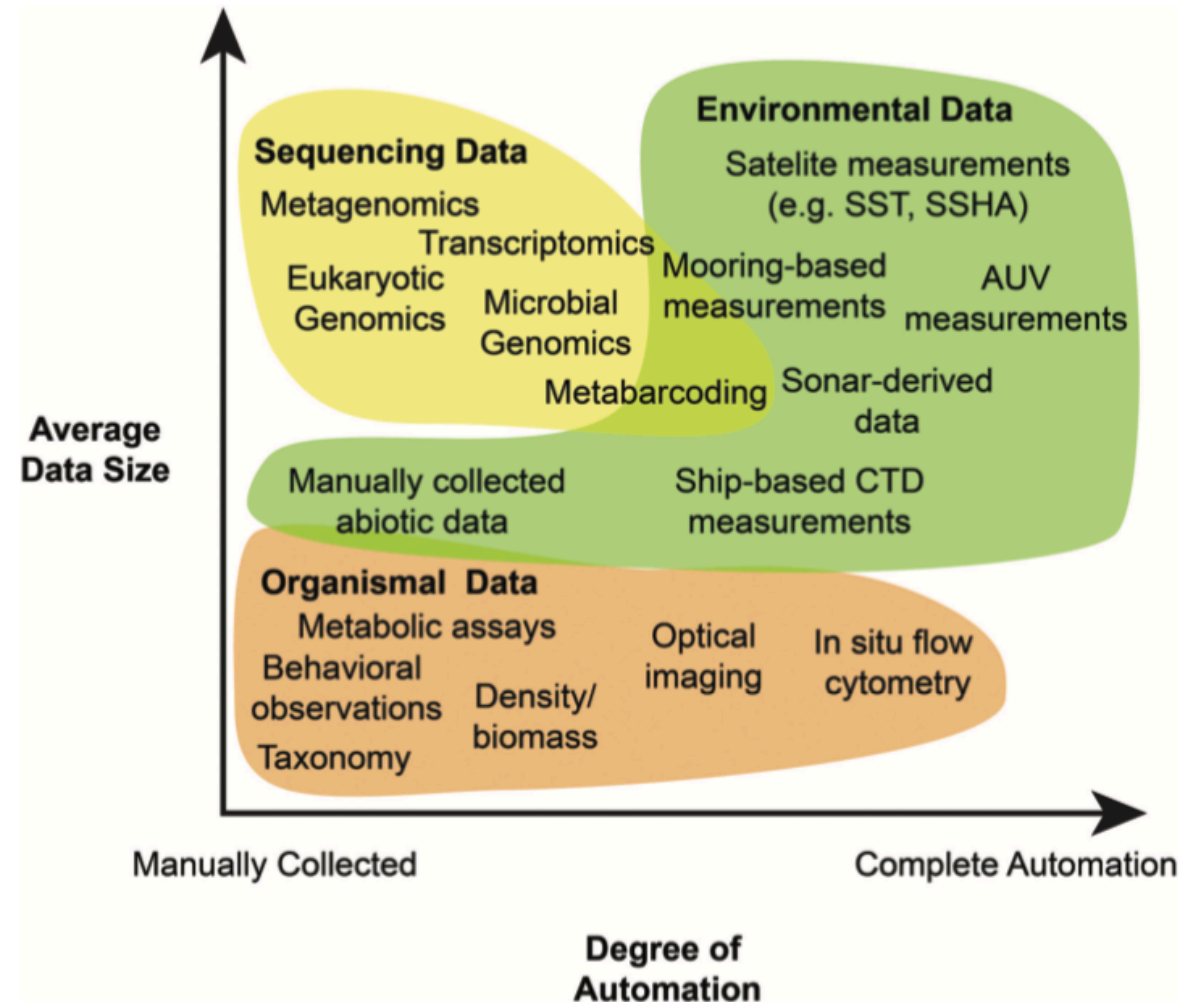 Environmental Data
Satelite measurements
(e.g. SST, SSHA)
Mooring-based
measurements
AUV
measurements
Sonar-derived
data
Ship-based CTD
measurements
Manually collected
abiotic data
Sequencing Data
Metagenomics
Transcriptomics
Eukaryotic
Genomics
Microbial
Genomics
Metabarcoding
Average
Data Size
Organismal Data
Metabolic assays
Behavioral
observations
Density/
biomass
Taxonomy
Optical
imaging
In situ flow
cytometry
Manually Collected
Complete Automation
Degree of
Automation